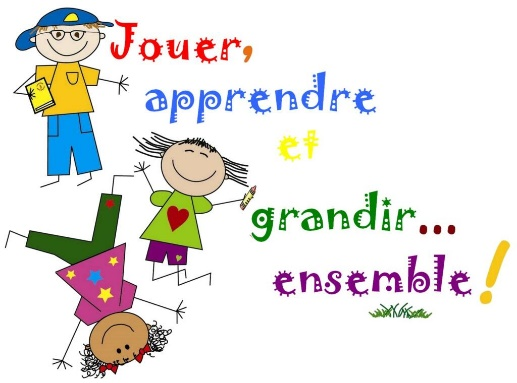 Jouer,
apprendre
et
grandir...
ensemble!